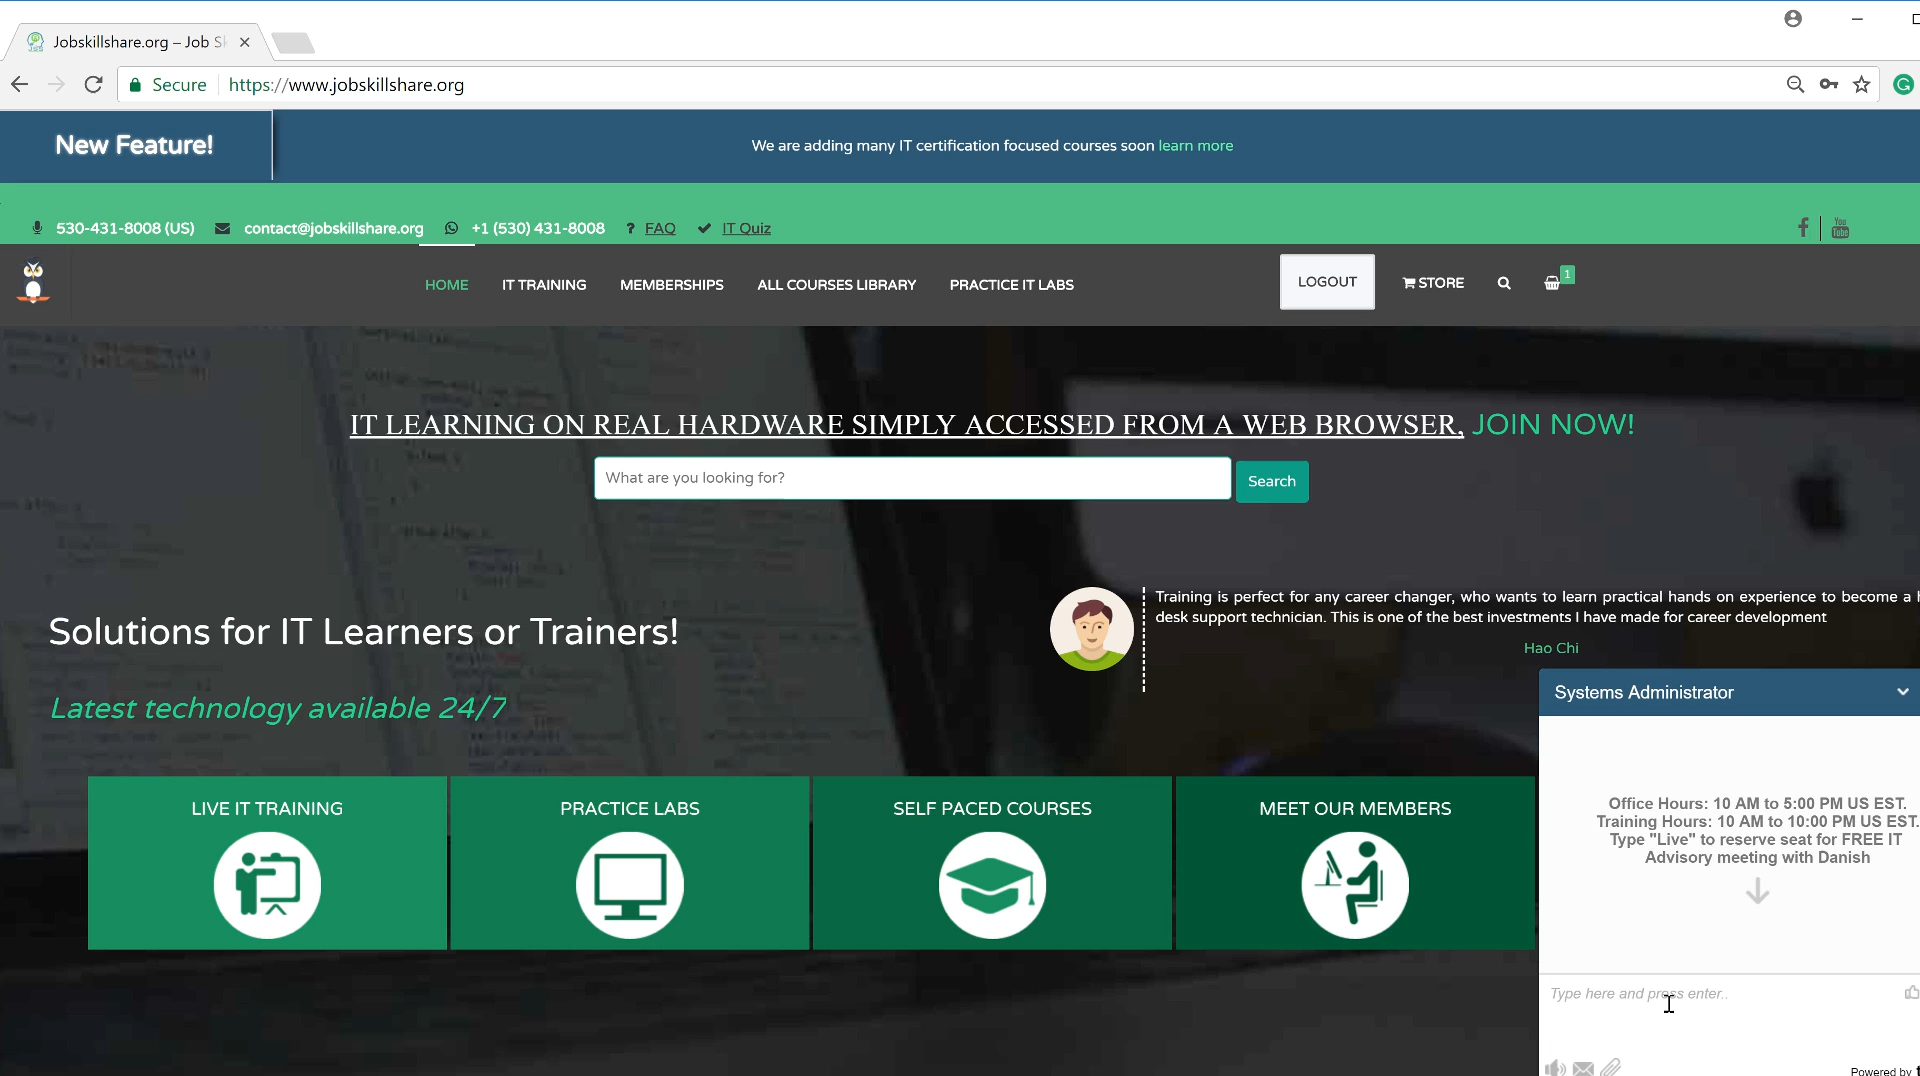 Jobskillshare.org – Job Sk
Secure
https://www.jobskillshare.org
New Feature!
We are adding many IT certification focused courses soon learn more
530-431-8008 (US)
contact@jobskillshare.org
+1 (530) 431-8008
? FAQ
IT Quiz
You
Tube
HOME
IT TRAINING
MEMBERSHIPS
ALL COURSES LIBRARY
PRACTICE IT LABS
LOGOUT
STORE
1
IT LEARNING ON REAL HARDWARE SIMPLY ACCESSED FROM A WEB BROWSER, JOIN NOW!
What are you looking for?
Search
Training is perfect for any career changer, who wants to learn practical hands on experience to become a
desk support technician. This is one of the best investments I have made for career development
Hao Chi
Solutions for IT Learners or Trainers!
Latest technology available 24/7
LIVE IT TRAINING
PRACTICE LABS
SELF PACED COURSES
MEET OUR MEMBERS
Systems Administrator
Office Hours: 10 AM to 5:00 PM US EST.
Training Hours: 10 AM to 10:00 PM US EST.
Type "Live" to reserve seat for FREE IT
Advisory meeting with Danish
Type here and press enter..
Powered by